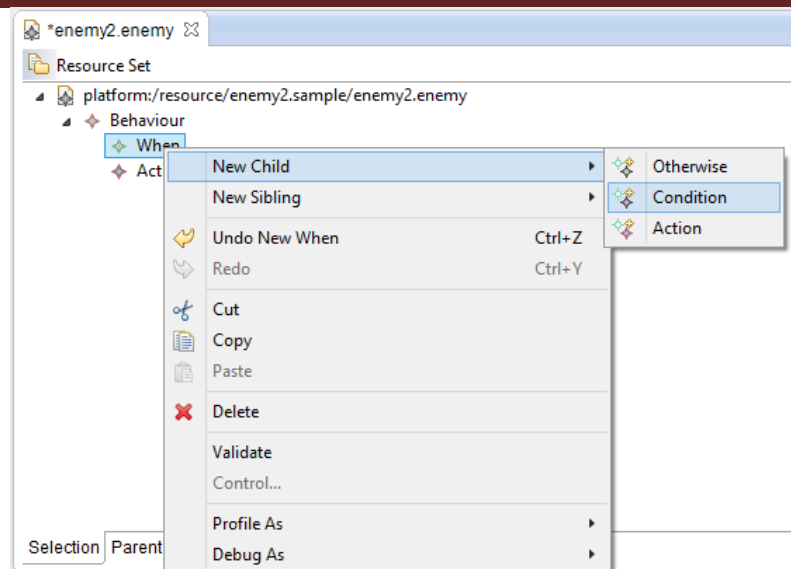 *enemy2.enemy
Resource Set
platform:/resource/enemy2.sample/enemy2.enemy
Behaviour
When
Act
New Child
Otherwise
New Sibling
Condition
Action
Undo New When Ctrl+Z
Redo Ctrl+Y
Cut
Copy
Paste
Delete
Validate
Control...
Profile As
Debug As
Selection Parent